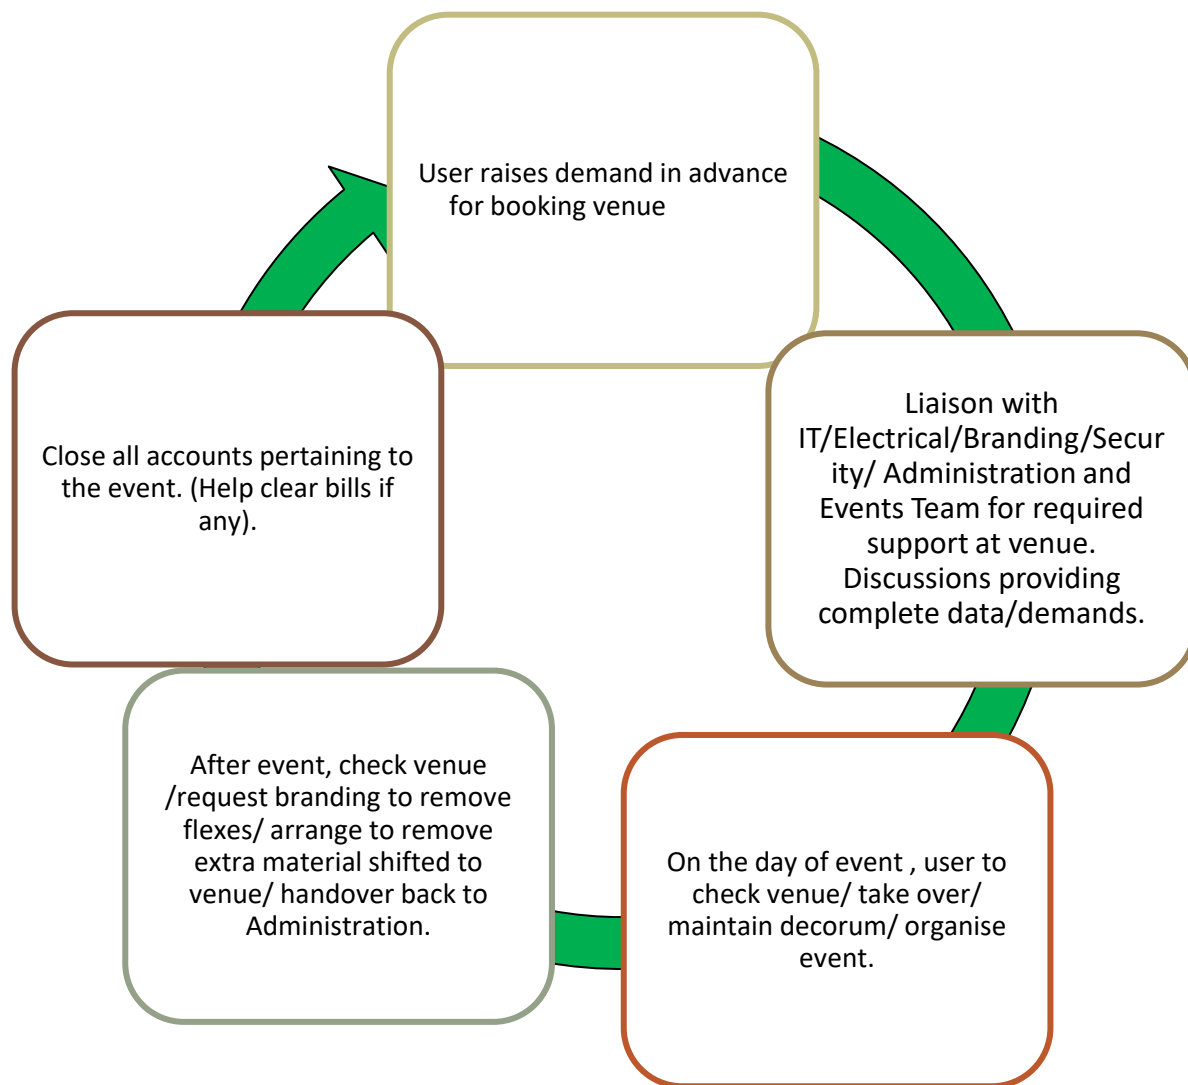 User raises demand in advance
for booking venue
Liaison with
IT/Electrical/Branding/Secur
ity/ Administration and
Events Team for required
support at venue.
Discussions providing
complete data/demands.
On the day of event , user to
check venue/ take over/
maintain decorum/ organise
event.
After event, check venue
/request branding to remove
flexes/ arrange to remove
extra material shifted to
venue/ handover back to
Administration.
Close all accounts pertaining to
the event. (Help clear bills if
any).